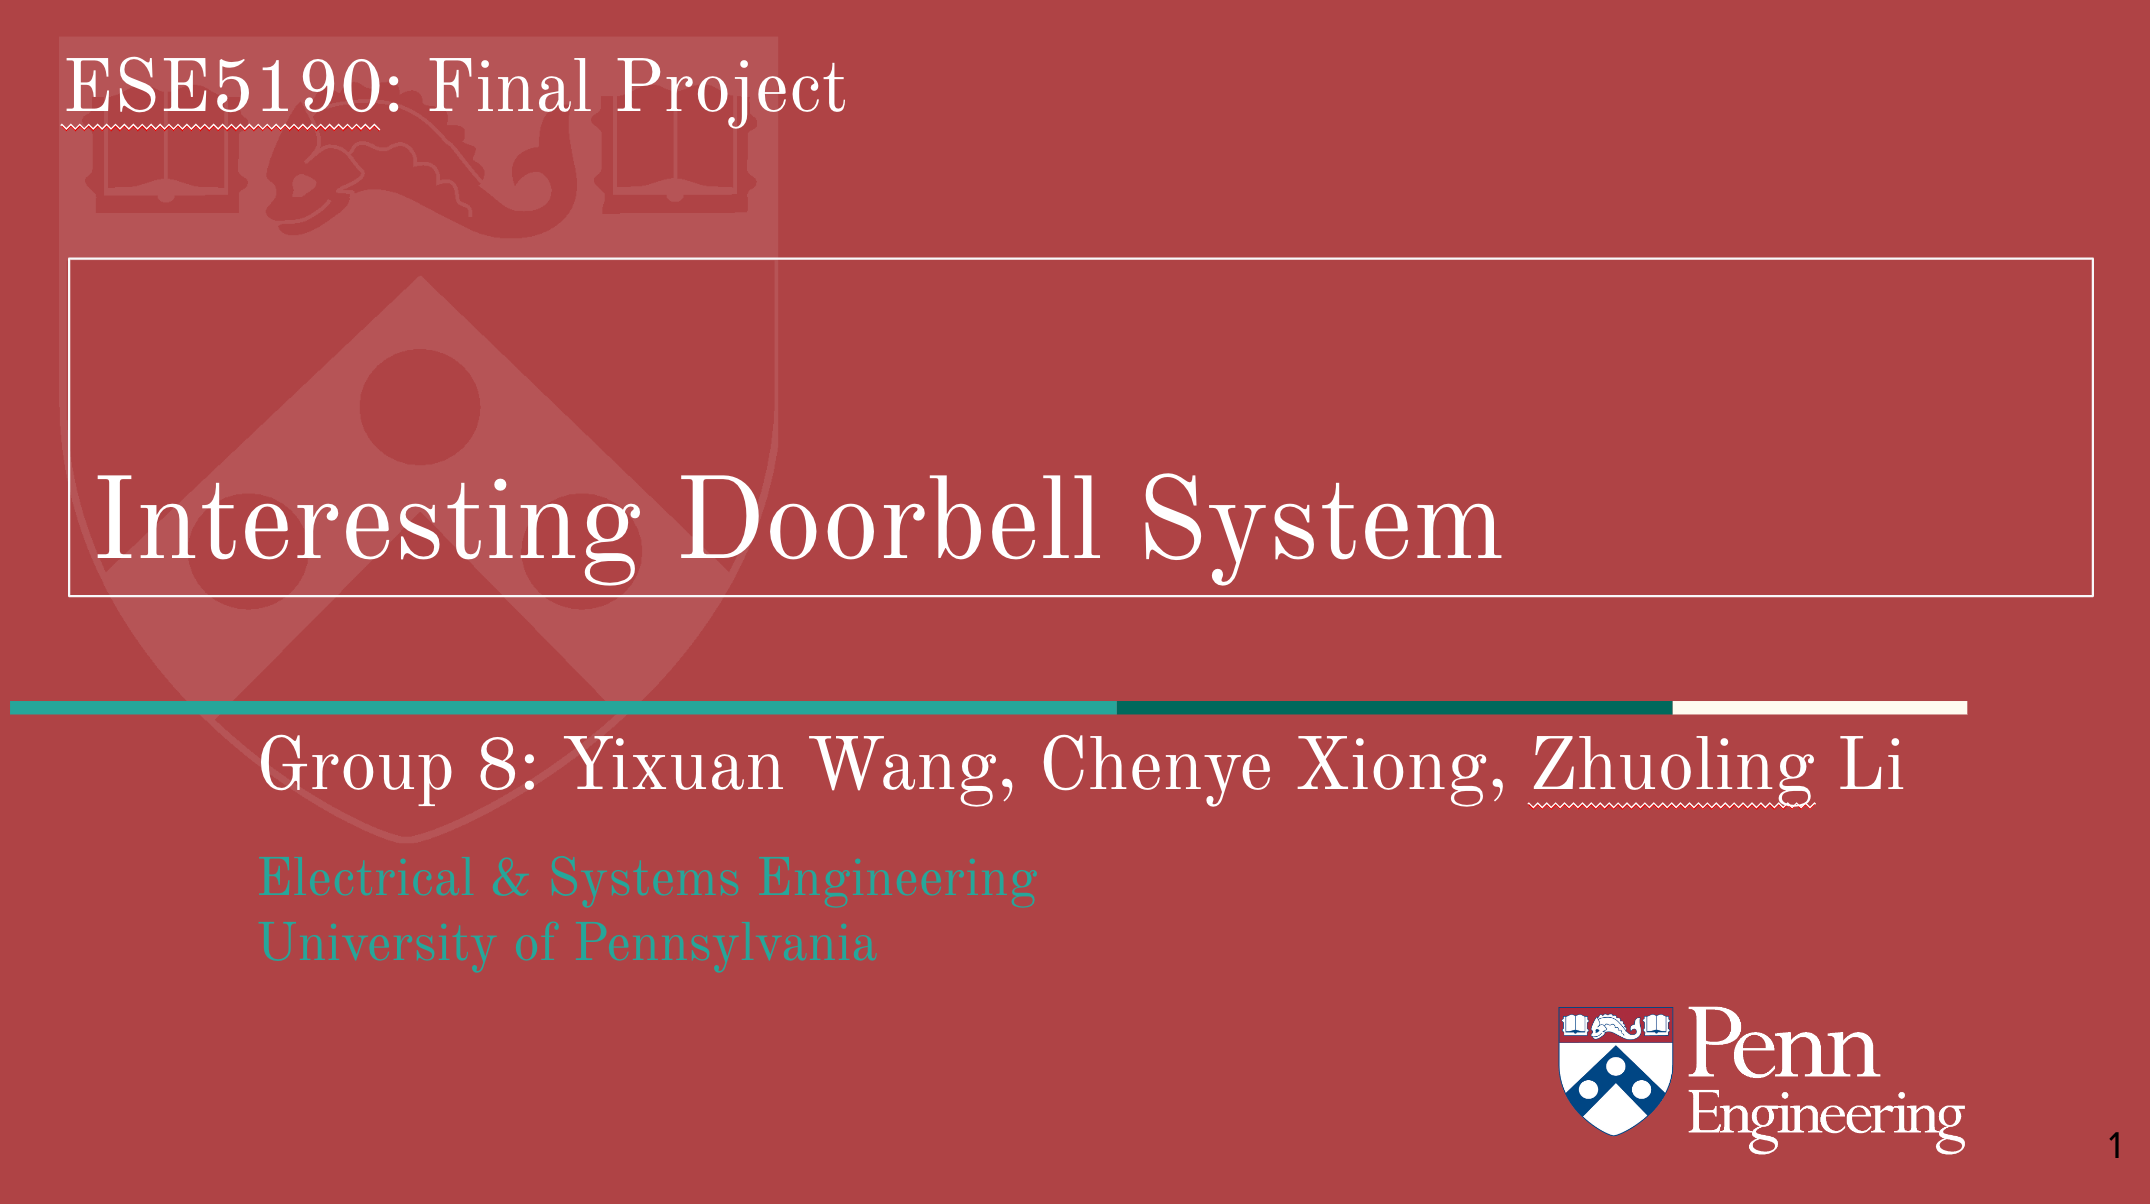 ESE5190: Final Project
Interesting Doorbell System
Group 8: Yixuan Wang, Chenye Xiong, Zhuoling Li
Electrical & Systems Engineering
University of Pennsylvania
Penn
Engineering
1